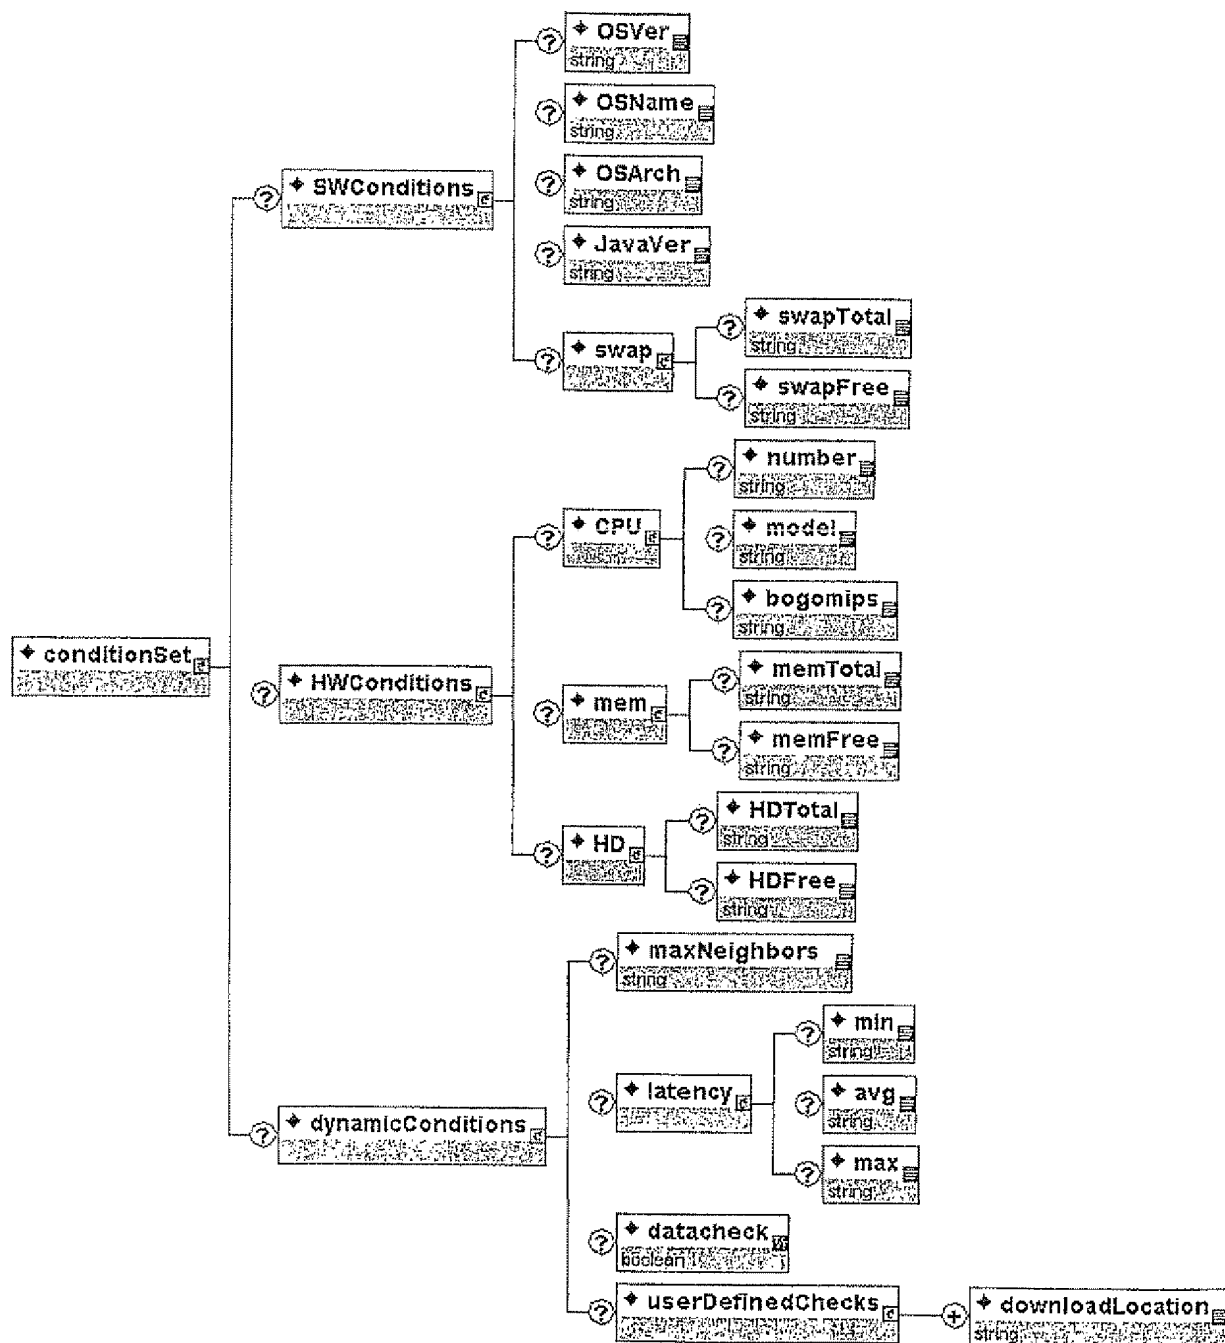 ? OSVer
string
? OSName
string
? OSArch
string
? JavaVer
string
? SWConditions
? swap
? swapTotal
string
? swapFree
string
? number
string
? CPU
? model
string
? bogomips
string
conditionSet
? HWConditions
? mem
? memTotal
string
? memFree
string
? HD
? HDTotal
string
? HDFree
string
? maxNeighbors
string
? min
string
? latency
? avg
string
? max
string
? dynamicConditions
? datacheck
boolean
? userDefinedChecks
+ downloadLocation
string